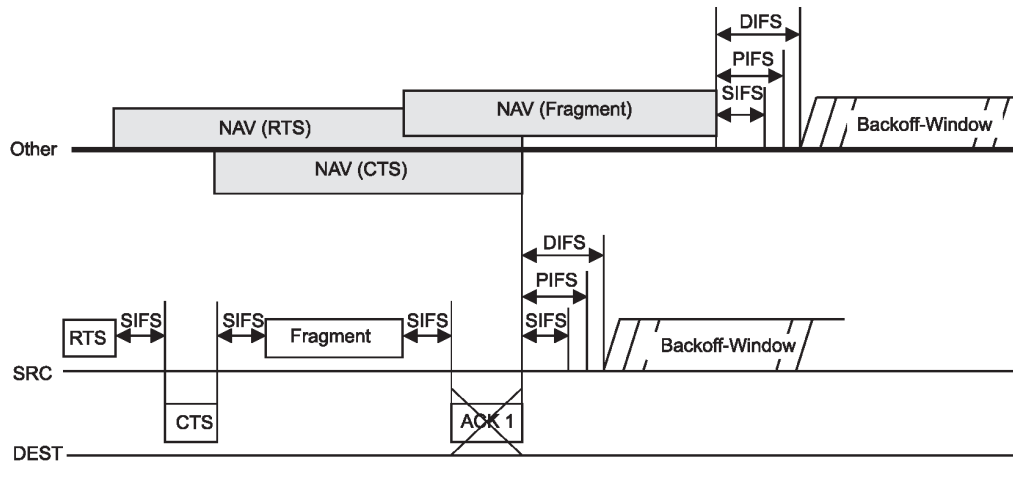 DIFS
PIFS
SIFS
NAV (Fragment)
NAV (RTS)
Backoff-Window
Other
NAV (CTS)
DIFS
PIFS
SIFS
SIFS
SIFS
SIFS
RTS
Fragment
Backoff-Window
SRC
CTS
ACK 1
DEST